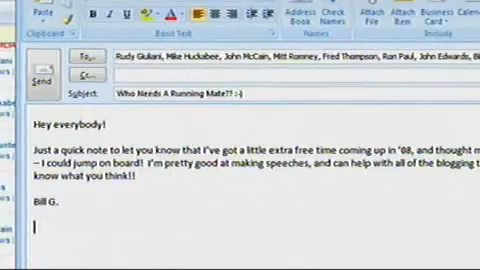 Paste
B I U
Address Book
Check Names
Attach File
Attach Item
Business Card
Calendar
Clipboard
Basic Text
Names
Include
Send
To...
Rudy Giuliani, Mike Huckabee, John McCain, Mitt Romney, Fred Thompson, Ron Paul, John Edwards, Bi
Cc...
Subject:
Who Needs A Running Mate?? :-)
Hey everybody!
Just a quick note to let you know that I've got a little extra free time coming up in '08, and thought m
– I could jump on board! I'm pretty good at making speeches, and can help with all of the blogging t
know what you think!!
Bill G.